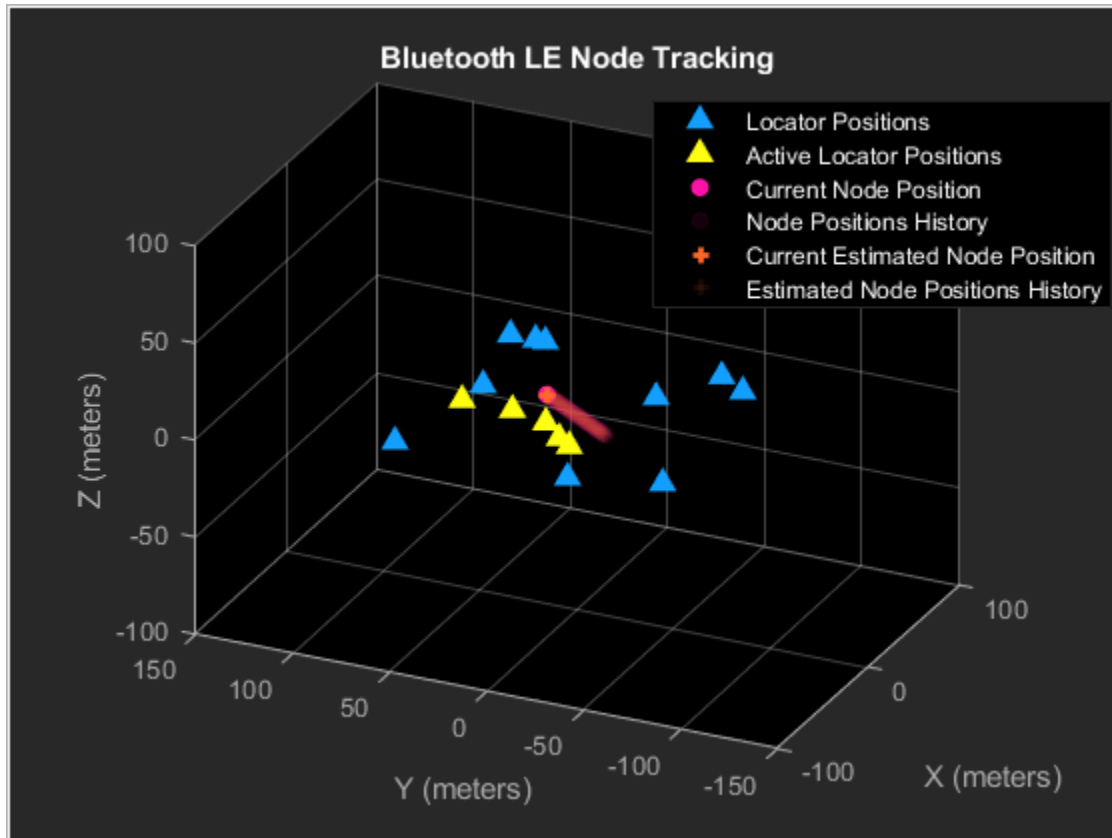 Bluetooth LE Node Tracking
Locator Positions
Active Locator Positions
Current Node Position
Node Positions History
Current Estimated Node Position
Estimated Node Positions History
100
50
0
-50
-100
Z (meters)
150
100
50
0
-50
-100
-150
Y (meters)
-100
0
100
X (meters)